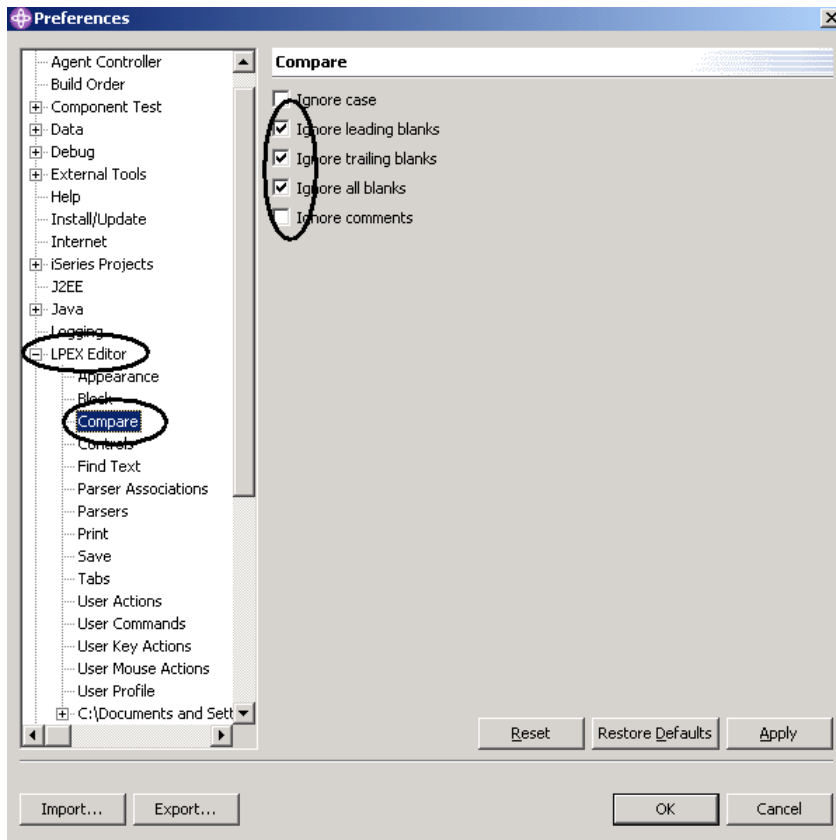 Preferences
Agent Controller
Build Order
Component Test
Data
Debug
External Tools
Help
Install/Update
Internet
iSeries Projects
J2EE
Java
Logging
LPEX Editor
Appearance
Block
Compare
Controls
Find Text
Parser Associations
Parsers
Print
Save
Tabs
User Actions
User Commands
User Key Actions
User Mouse Actions
User Profile
C:\Documents and Sett
Compare
Ignore case
Ignore leading blanks
Ignore trailing blanks
Ignore all blanks
Ignore comments
Reset
Restore Defaults
Apply
Import...
Export...
OK
Cancel